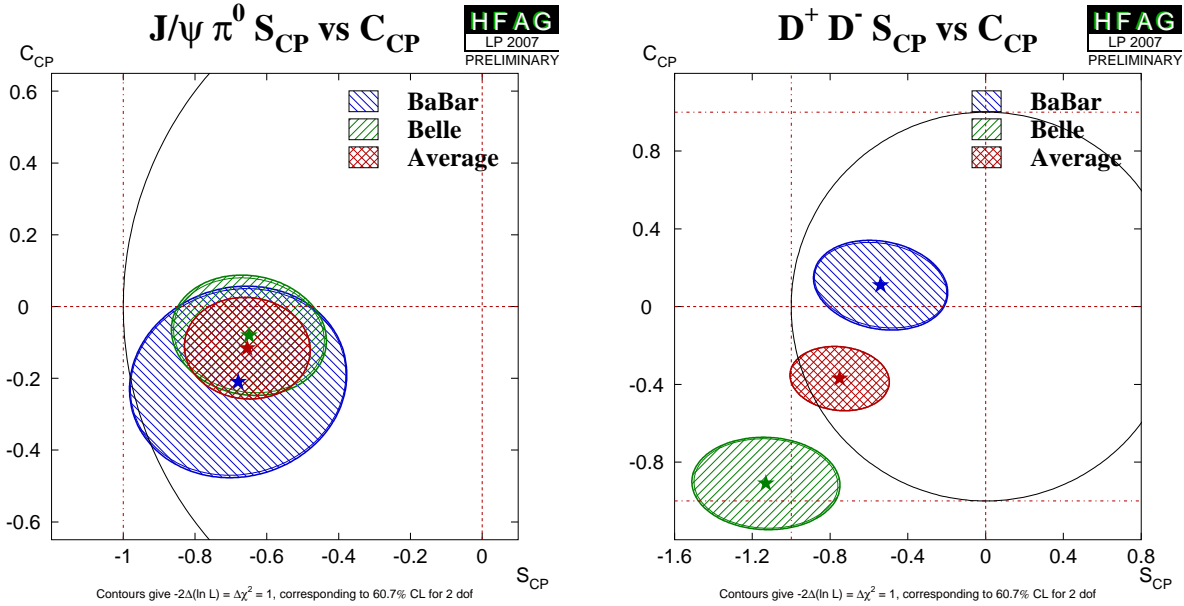 J/ψ π⁰ S_CP vs C_CP
HFAG
LP 2007
PRELIMINARY
C_CP
0.6
0.4
0.2
0
-0.2
-0.4
-0.6
BaBar
Belle
Average
-1 -0.8 -0.6 -0.4 -0.2 0
S_CP
Contours give -2Δ(ln L) = Δχ² = 1, corresponding to 60.7% CL for 2 dof
D⁺ D⁻ S_CP vs C_CP
HFAG
LP 2007
PRELIMINARY
C_CP
0.8
0.4
0
-0.4
-0.8
BaBar
Belle
Average
-1.6 -1.2 -0.8 -0.4 0 0.4 0.8
S_CP
Contours give -2Δ(ln L) = Δχ² = 1, corresponding to 60.7% CL for 2 dof